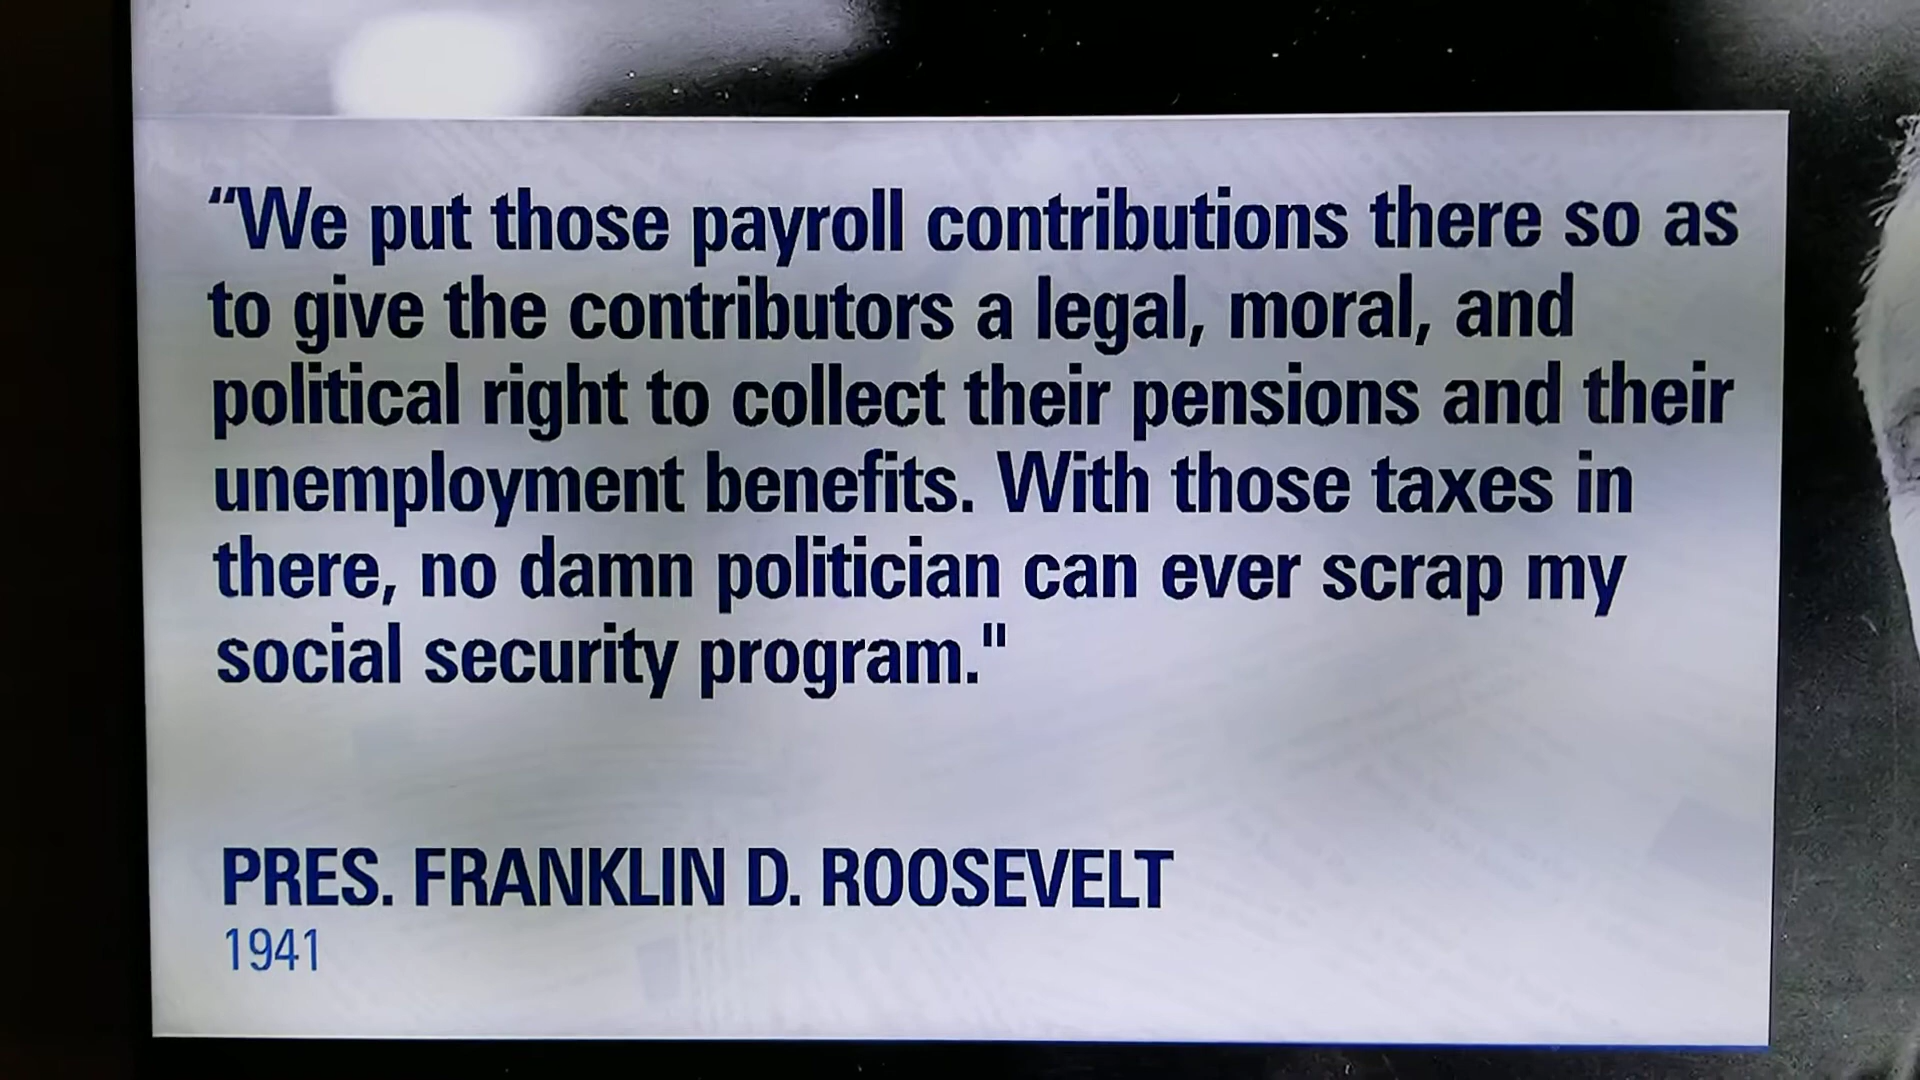 “We put those payroll contributions there so as
to give the contributors a legal, moral, and
political right to collect their pensions and their
unemployment benefits. With those taxes in
there, no damn politician can ever scrap my
social security program."
PRES. FRANKLIN D. ROOSEVELT
1941